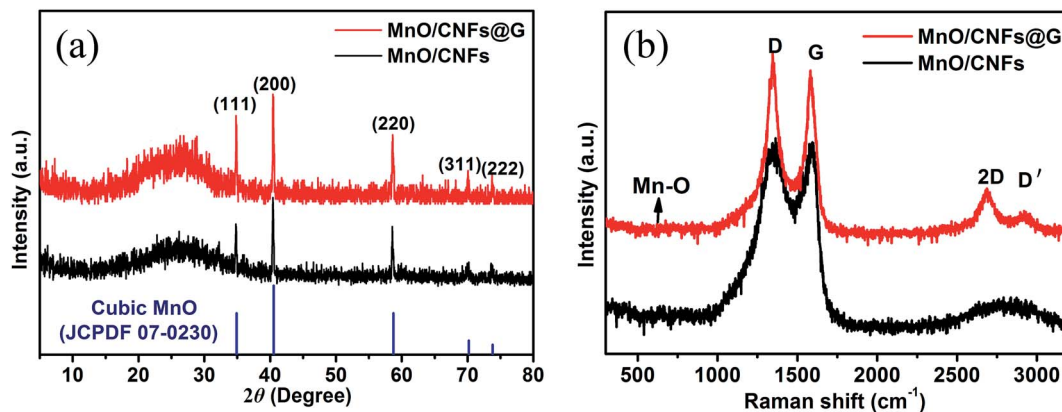 (a)
MnO/CNFs@G
MnO/CNFs
(111)
(200)
(220)
(311)
(222)
Cubic MnO
(JCPDF 07-0230)
Intensity (a.u.)
10 20 30 40 50 60 70 80
2θ (Degree)
(b)
MnO/CNFs@G
MnO/CNFs
D
G
Mn-O
2D
D′
Intensity (a.u.)
500 1000 1500 2000 2500 3000
Raman shift (cm⁻¹)